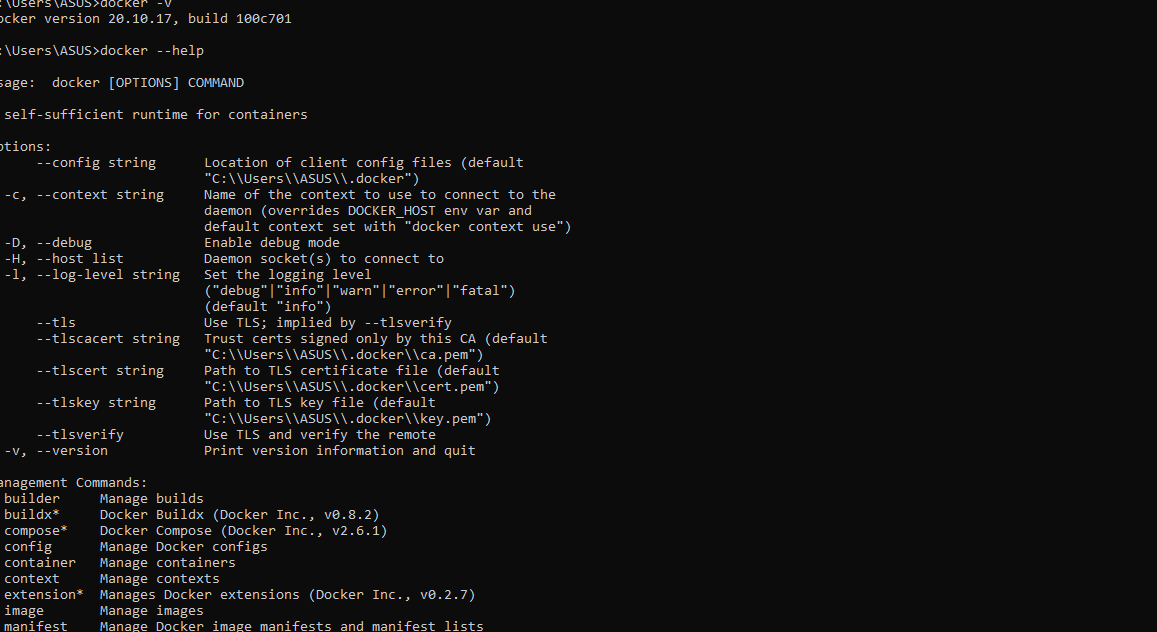 :\Users\ASUS>docker -v
ocker version 20.10.17, build 100c701
:\Users\ASUS>docker --help
sage:  docker [OPTIONS] COMMAND
self-sufficient runtime for containers
ptions:
    --config string      Location of client config files (default
                         "C:\\Users\\ASUS\\.docker")
-c, --context string     Name of the context to use to connect to the
                         daemon (overrides DOCKER_HOST env var and
                         default context set with "docker context use")
-D, --debug              Enable debug mode
-H, --host list          Daemon socket(s) to connect to
-l, --log-level string   Set the logging level
                         ("debug"|"info"|"warn"|"error"|"fatal")
                         (default "info")
    --tls                Use TLS; implied by --tlsverify
    --tlscacert string   Trust certs signed only by this CA (default
                         "C:\\Users\\ASUS\\.docker\\ca.pem")
    --tlscert string     Path to TLS certificate file (default
                         "C:\\Users\\ASUS\\.docker\\cert.pem")
    --tlskey string      Path to TLS key file (default
                         "C:\\Users\\ASUS\\.docker\\key.pem")
    --tlsverify          Use TLS and verify the remote
-v, --version            Print version information and quit
anagement Commands:
builder     Manage builds
buildx*     Docker Buildx (Docker Inc., v0.8.2)
compose*    Docker Compose (Docker Inc., v2.6.1)
config      Manage Docker configs
container   Manage containers
context     Manage contexts
extension*  Manages Docker extensions (Docker Inc., v0.2.7)
image       Manage images
manifest    Manage Docker image manifests and manifest lists